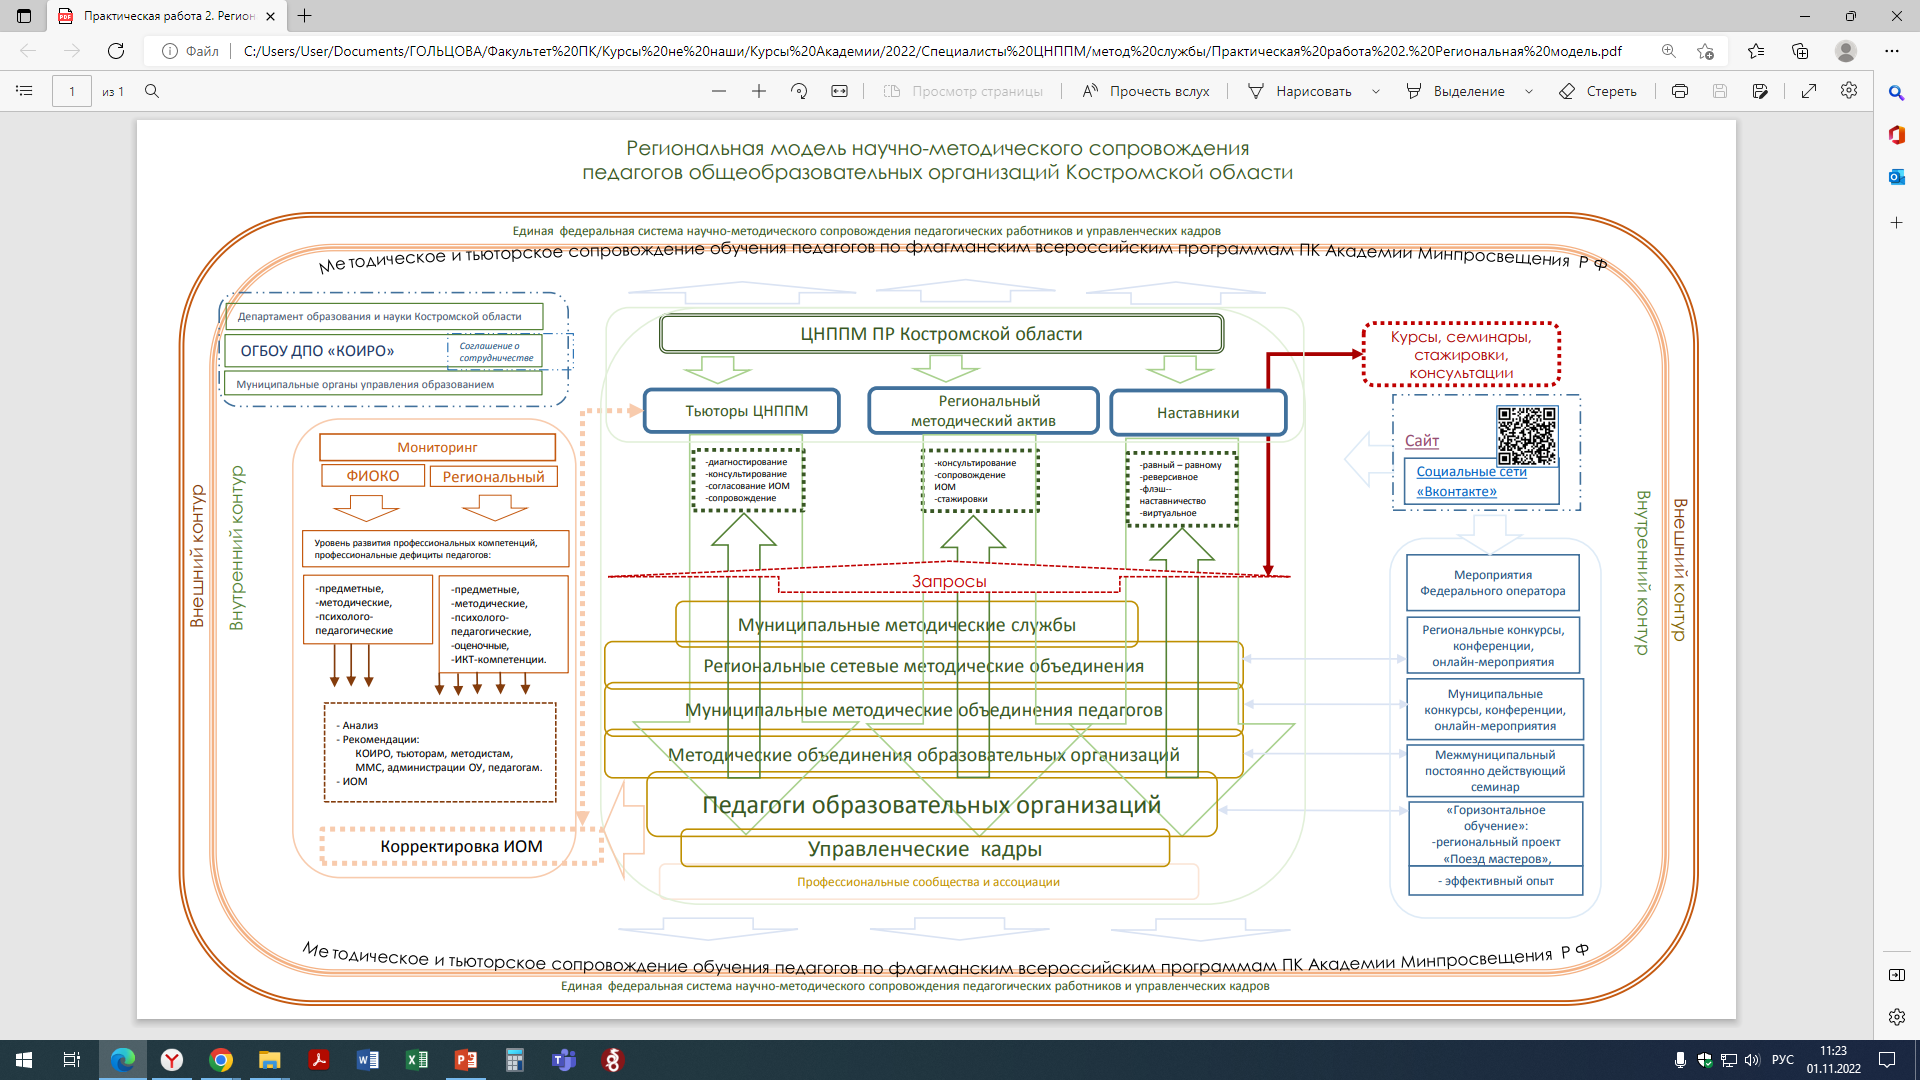 Практическая работа 2. Регион
Файл
C:/Users/User/Documents/ГОЛЬЦОВА/Факультет%20ПК/Курсы%20не%20наши/Курсы%20Академии/2022/Специалисты%20ЦНППМ/метод%20службы/Практическая%20работа%202.%20Региональная%20модель.pdf
1
из 1
Просмотр страницы
Прочесть вслух
Нарисовать
Выделение
Стереть
Региональная модель научно-методического сопровождения
педагогов общеобразовательных организаций Костромской области
Единая федеральная система научно-методического сопровождения педагогических работников и управленческих кадров
Ме тодическое и тьюторское сопровождение обучения педагогов по флагманским всероссийским программам ПК Академии Минпросвещения Р Ф
Внешний контур
Внутренний контур
Департамент образования и науки Костромской области
ОГБОУ ДПО «КОИРО»
Соглашение о
сотрудничестве
Муниципальные органы управления образованием
Мониторинг
ФИОКО
Региональный
Уровень развития профессиональных компетенций,
профессиональные дефициты педагогов:
-предметные,
-методические,
-психолого-
педагогические
-предметные,
-методические,
-психолого-
педагогические,
-оценочные,
-ИКТ-компетенции.
- Анализ
- Рекомендации:
КОИРО, тьюторам, методистам,
ММС, администрации ОУ, педагогам.
- ИОМ
Корректировка ИОМ
ЦНППМ ПР Костромской области
Тьюторы ЦНППМ
Региональный
методический актив
Наставники
-диагностирование
-консультирование
-согласование ИОМ
-сопровождение
-консультирование
-сопровождение
ИОМ
-стажировки
-равный – равному
-реверсивное
-флэш--
наставничество
-виртуальное
Запросы
Муниципальные методические службы
Региональные сетевые методические объединения
Муниципальные методические объединения педагогов
Методические объединения образовательных организаций
Педагоги образовательных организаций
Управленческие кадры
Профессиональные сообщества и ассоциации
Курсы, семинары,
стажировки,
консультации
Сайт
Социальные сети
«Вконтакте»
Мероприятия
Федерального оператора
Региональные конкурсы,
конференции,
онлайн-мероприятия
Муниципальные
конкурсы, конференции,
онлайн-мероприятия
Межмуниципальный
постоянно действующий
семинар
«Горизонтальное
обучение»:
-региональный проект
«Поезд мастеров»,
- эффективный опыт
Внутренний контур
Внешний контур
Ме тодическое и тьюторское сопровождение обучения педагогов по флагманским всероссийским программам ПК Академии Минпросвещения Р Ф
Единая федеральная система научно-методического сопровождения педагогических работников и управленческих кадров
РУС
11:23
01.11.2022